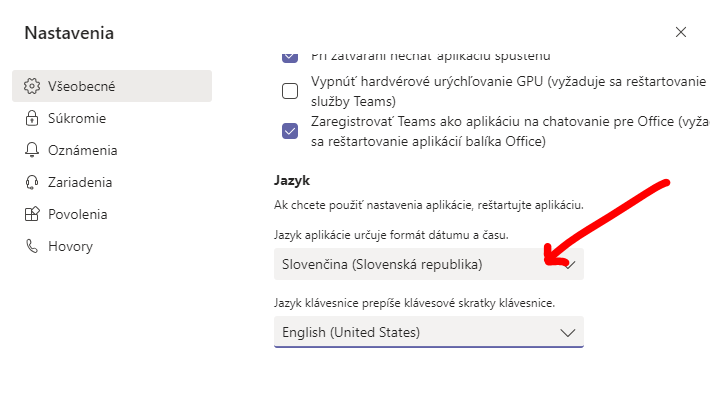 Nastavenia
Všeobecné
Súkromie
Oznámenia
Zariadenia
Povolenia
Hovory
Pri zatváraní nechať aplikáciu spustenú
Vypnúť hardvérové urýchľovanie GPU (vyžaduje sa reštartovanie
služby Teams)
Zaregistrovať Teams ako aplikáciu na chatovanie pre Office (vyža
sa reštartovanie aplikácií balíka Office)
Jazyk
Ak chcete použiť nastavenia aplikácie, reštartujte aplikáciu.
Jazyk aplikácie určuje formát dátumu a času.
Slovenčina (Slovenská republika)
Jazyk klávesnice prepíše klávesové skratky klávesnice.
English (United States)